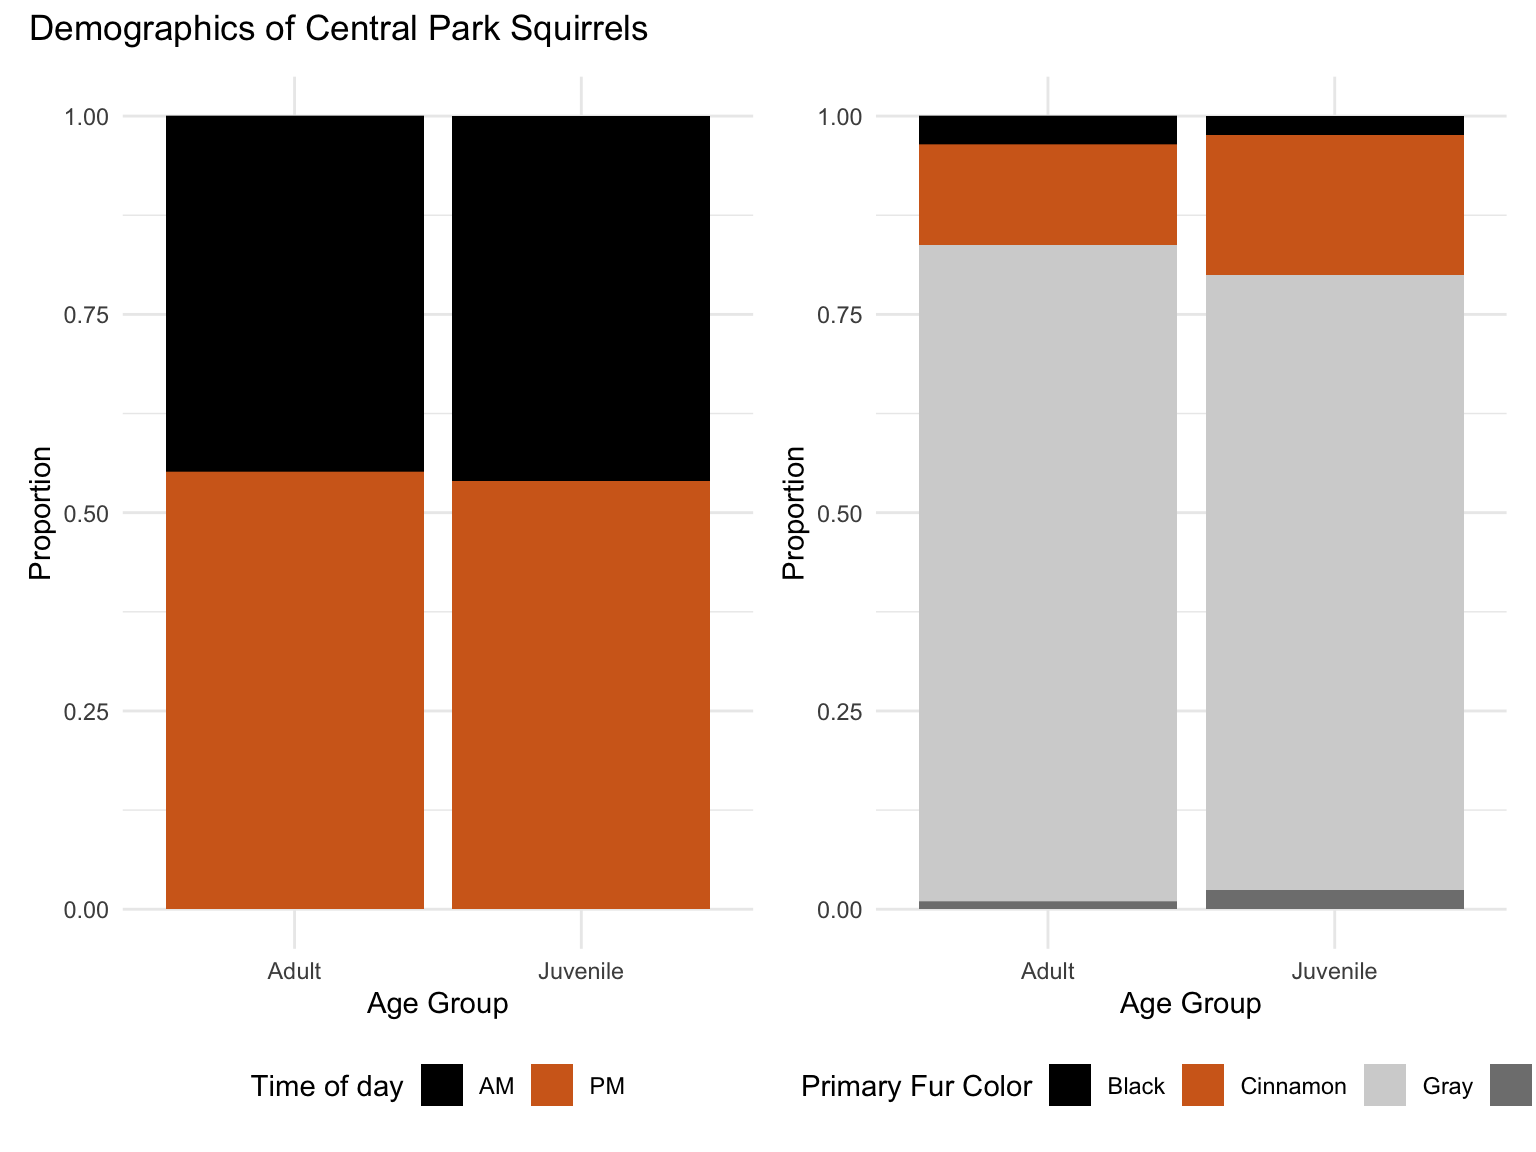 Demographics of Central Park Squirrels
1.00
0.75
0.50
0.25
0.00
Proportion
Adult Juvenile
Age Group
Time of day AM PM
1.00
0.75
0.50
0.25
0.00
Proportion
Adult Juvenile
Age Group
Primary Fur Color Black Cinnamon Gray